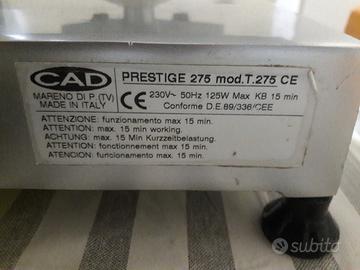 CAD
MARENO DI P. (TV)
MADE IN ITALY
PRESTIGE 275 mod.T.275 CE
CE 230V~ 50Hz 125W Max KB 15 min
Conforme D.E.89/336/CEE
ATTENZIONE: funzionamento max 15 min.
ATTENTION: max 15 min working.
ACHTUNG: max. 15 Min Kurzzeitbelastung.
ATTENTION: fonctionnement max 15 min.
ATENCION: funcionamento max 15 min.
subito